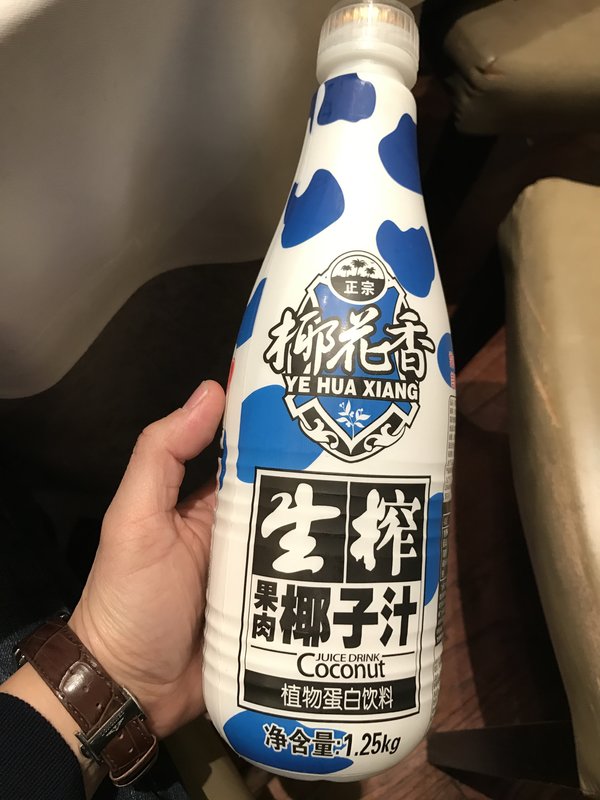 正宗
椰花香
YE HUA XIANG
生榨
果肉椰子汁
JUICE DRINK
Coconut
植物蛋白饮料
净含量:1.25kg